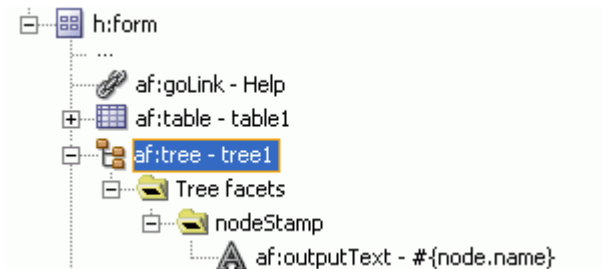 h:form
...
af:goLink - Help
af:table - table1
af:tree - tree1
Tree facets
nodeStamp
af:outputText - #{node.name}